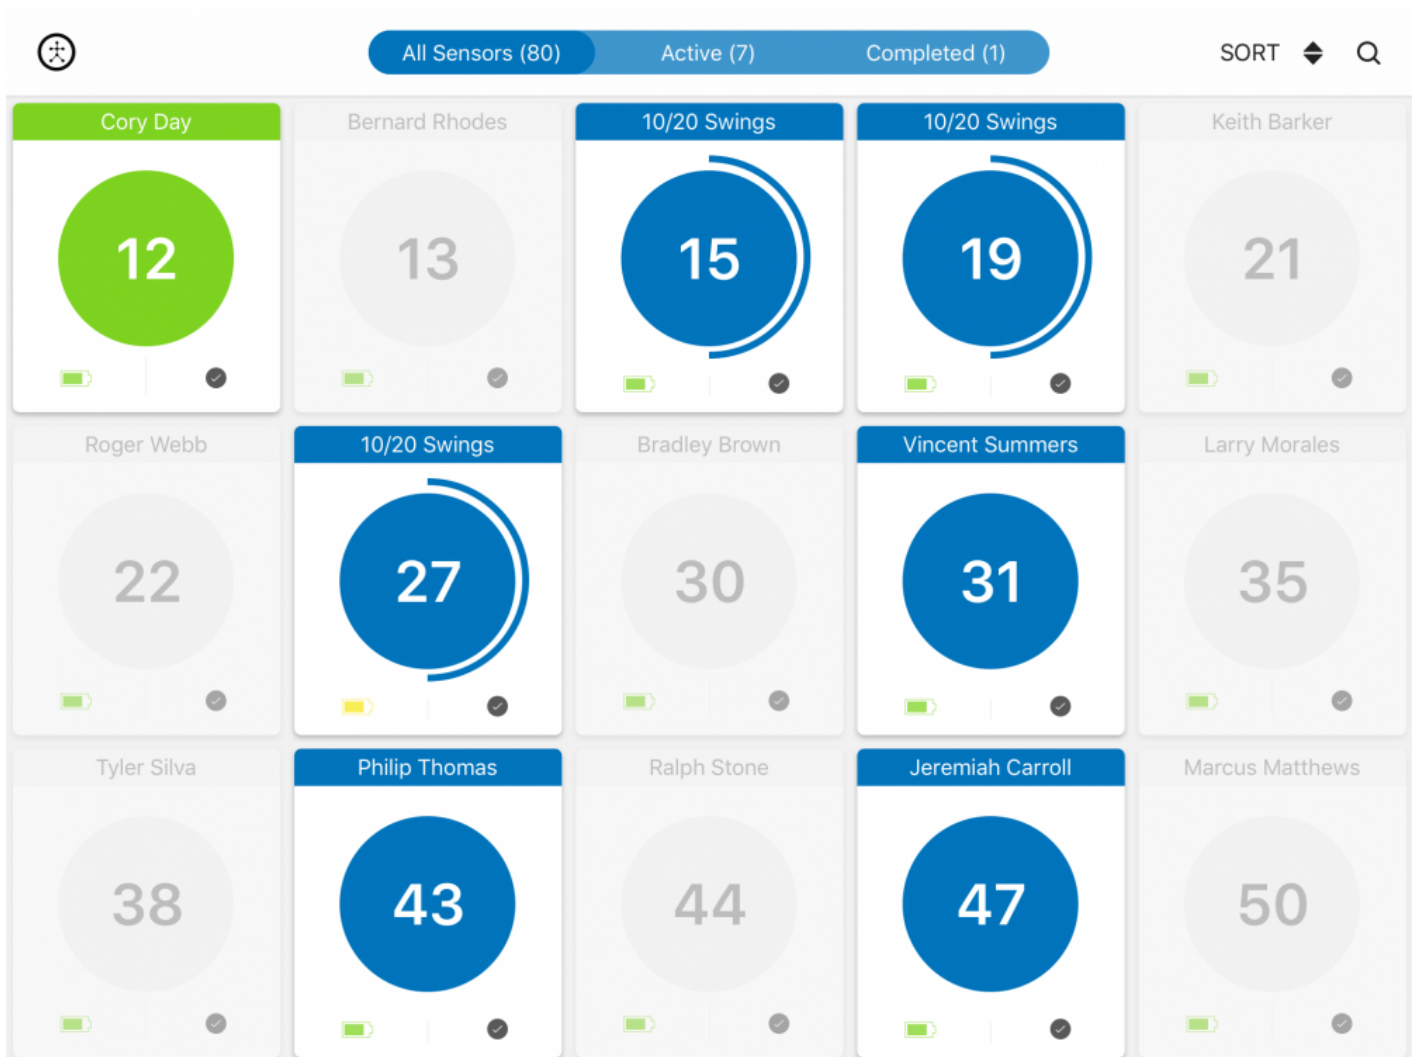 All Sensors (80) Active (7) Completed (1) SORT
Cory Day Bernard Rhodes 10/20 Swings 10/20 Swings Keith Barker
12 13 15 19 21
Roger Webb 10/20 Swings Bradley Brown Vincent Summers Larry Morales
22 27 30 31 35
Tyler Silva Philip Thomas Ralph Stone Jeremiah Carroll Marcus Matthews
38 43 44 47 50